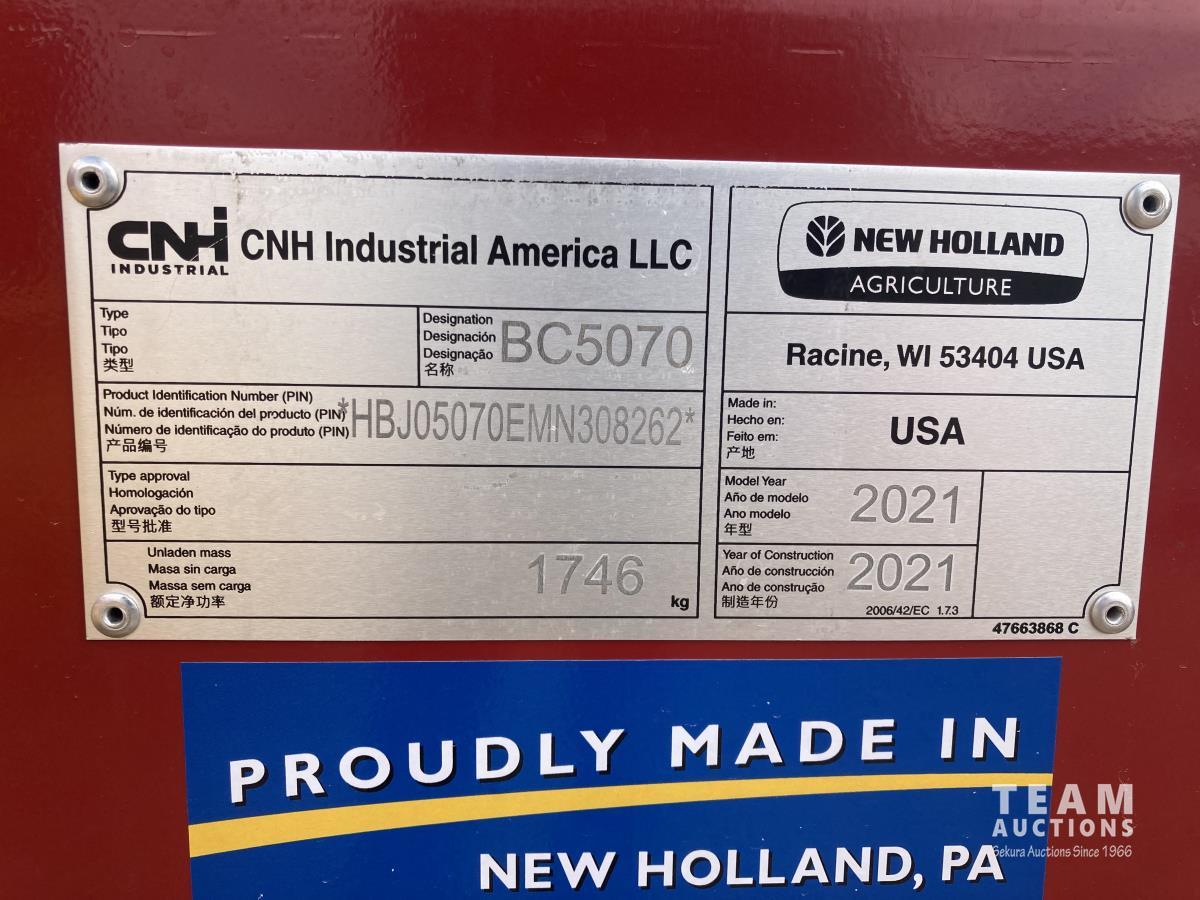 CNH
INDUSTRIAL
CNH Industrial America LLC
Type
Tipo
Tipo
类型
Designation
Designación
Designação
名称
BC5070
Product Identification Number (PIN)
Núm. de identificación del producto (PIN)
Número de identificação do produto (PIN)
产品编号
*HBJ05070EMN308262*
Type approval
Homologación
Aprovação do tipo
型号批准
Unladen mass
Masa sin carga
Massa sem carga
额定净功率
1746
kg
NEW HOLLAND
AGRICULTURE
Racine, WI 53404 USA
Made in:
Hecho en:
Feito em:
产地
USA
Model Year
Año de modelo
Ano modelo
年型
2021
Year of Construction
Año de construcción
Ano de construção
制造年份
2021
2006/42/EC 1.7.3
47663868 C
PROUDLY MADE IN
NEW HOLLAND, PA
TEAM
AUCTIONS
Sekura Auctions Since 1966